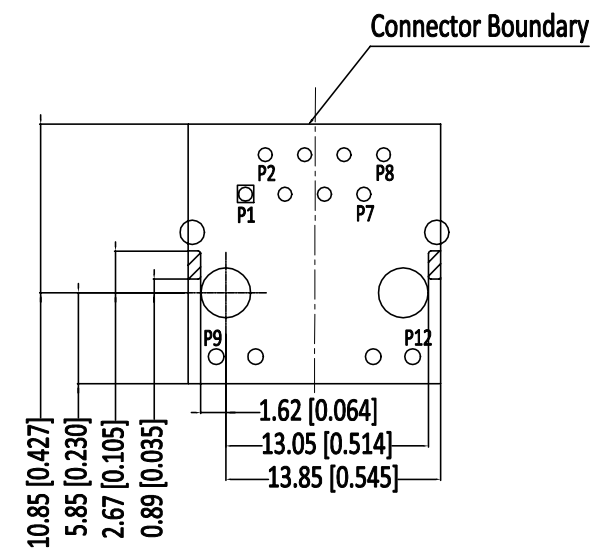 Connector Boundary
P2
P8
P1
P7
P9
P12
1.62 [0.064]
13.05 [0.514]
13.85 [0.545]
10.85 [0.427]
5.85 [0.230]
2.67 [0.105]
0.89 [0.035]